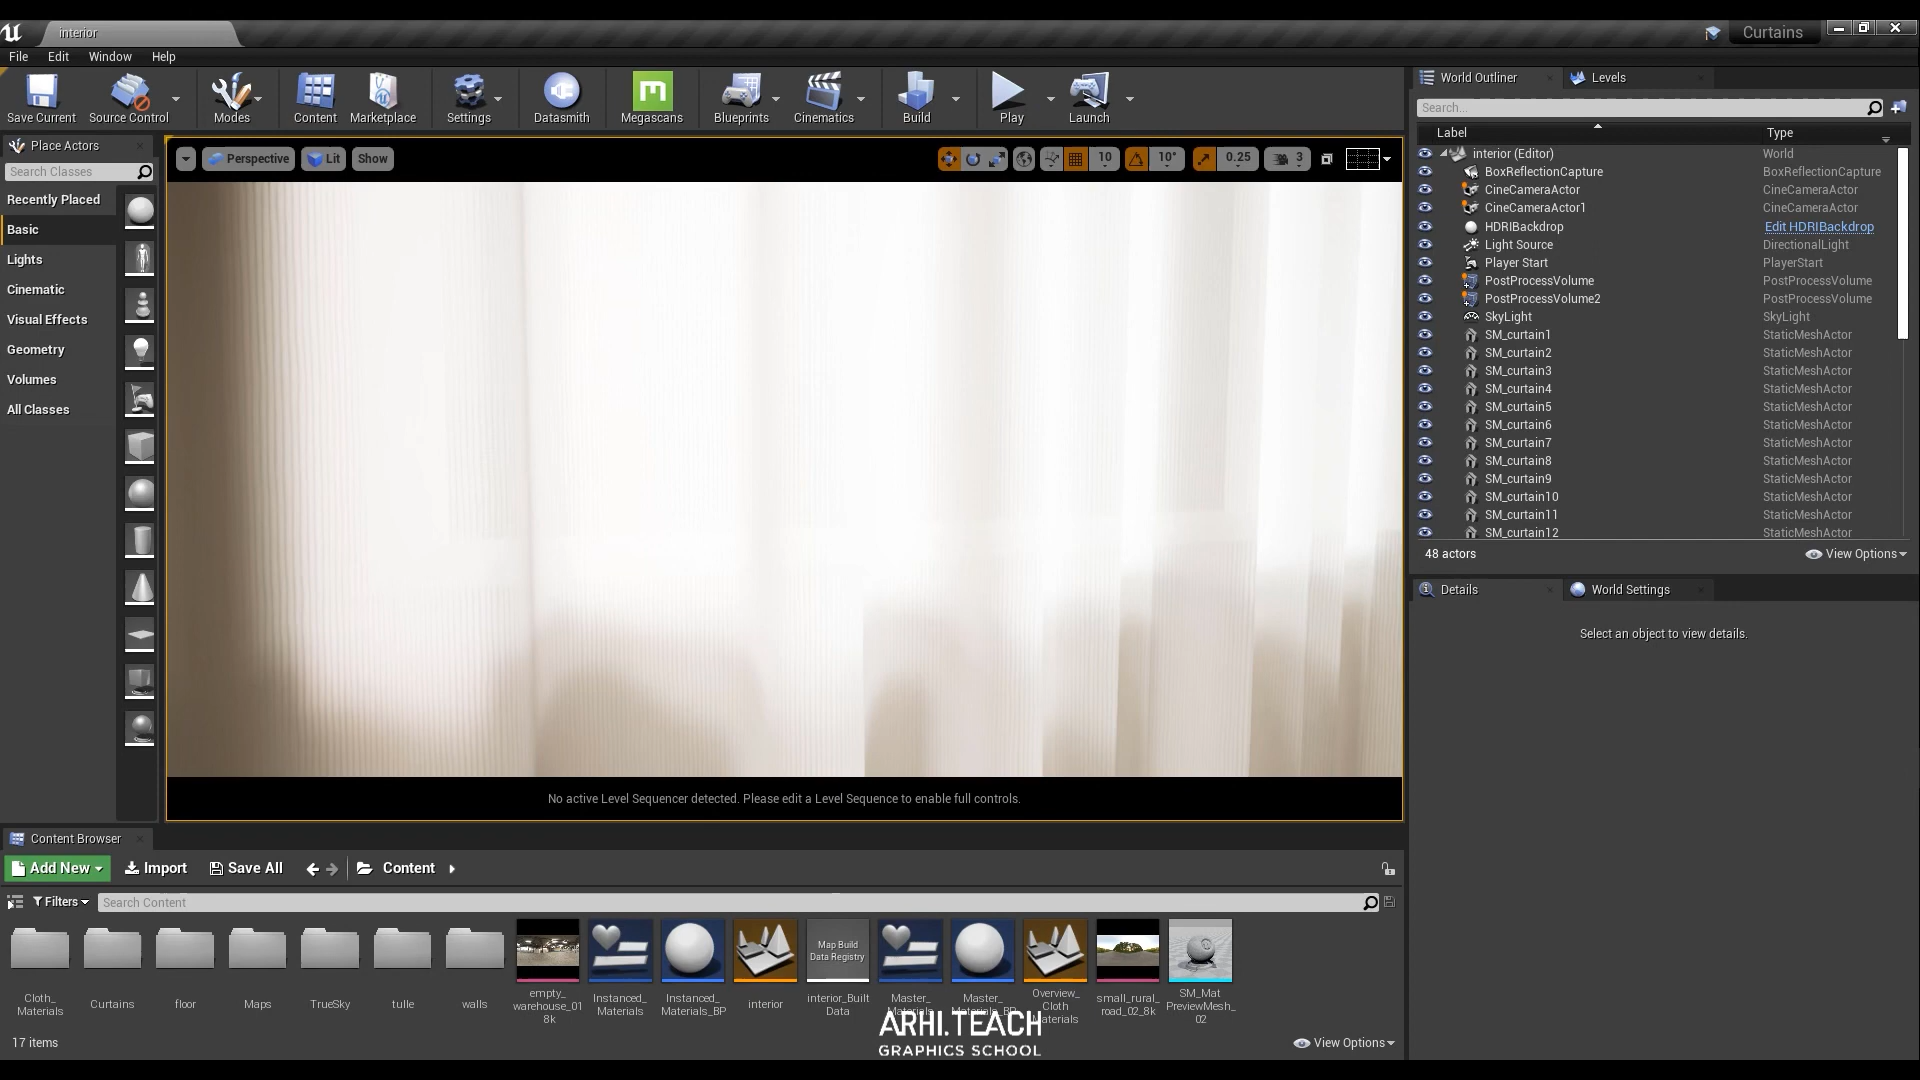 interior
Curtains
File Edit Window Help
Save Current
Source Control
Modes
Content
Marketplace
Settings
Datasmith
Megascans
Blueprints
Cinematics
Build
Play
Launch
Place Actors
Search Classes
Recently Placed
Basic
Lights
Cinematic
Visual Effects
Geometry
Volumes
All Classes
Perspective
Lit
Show
10
10°
0.25
3
No active Level Sequencer detected. Please edit a Level Sequence to enable full controls.
World Outliner
Levels
Search...
Label Type
interior (Editor) World
BoxReflectionCapture BoxReflectionCapture
CineCameraActor CineCameraActor
CineCameraActor1 CineCameraActor
HDRIBackdrop Edit HDRIBackdrop
Light Source DirectionalLight
Player Start PlayerStart
PostProcessVolume PostProcessVolume
PostProcessVolume2 PostProcessVolume
SkyLight SkyLight
SM_curtain1 StaticMeshActor
SM_curtain2 StaticMeshActor
SM_curtain3 StaticMeshActor
SM_curtain4 StaticMeshActor
SM_curtain5 StaticMeshActor
SM_curtain6 StaticMeshActor
SM_curtain7 StaticMeshActor
SM_curtain8 StaticMeshActor
SM_curtain9 StaticMeshActor
SM_curtain10 StaticMeshActor
SM_curtain11 StaticMeshActor
SM_curtain12 StaticMeshActor
48 actors
View Options
Details
World Settings
Select an object to view details.
Content Browser
Add New
Import
Save All
Content
Filters
Search Content
Cloth_
Materials
Curtains
floor
Maps
TrueSky
tulle
walls
empty_
warehouse_01
8k
Instanced_
Materials
Instanced_
Materials_BP
interior
Map Build
Data Registry
interior_Built
Data
Master_
Materials
Master_
Materials_BP
Overview_
Cloth
Materials
small_rural_
road_02_8k
SM_Mat
PreviewMesh_
02
17 items
View Options
ARHI.TEACH
GRAPHICS SCHOOL